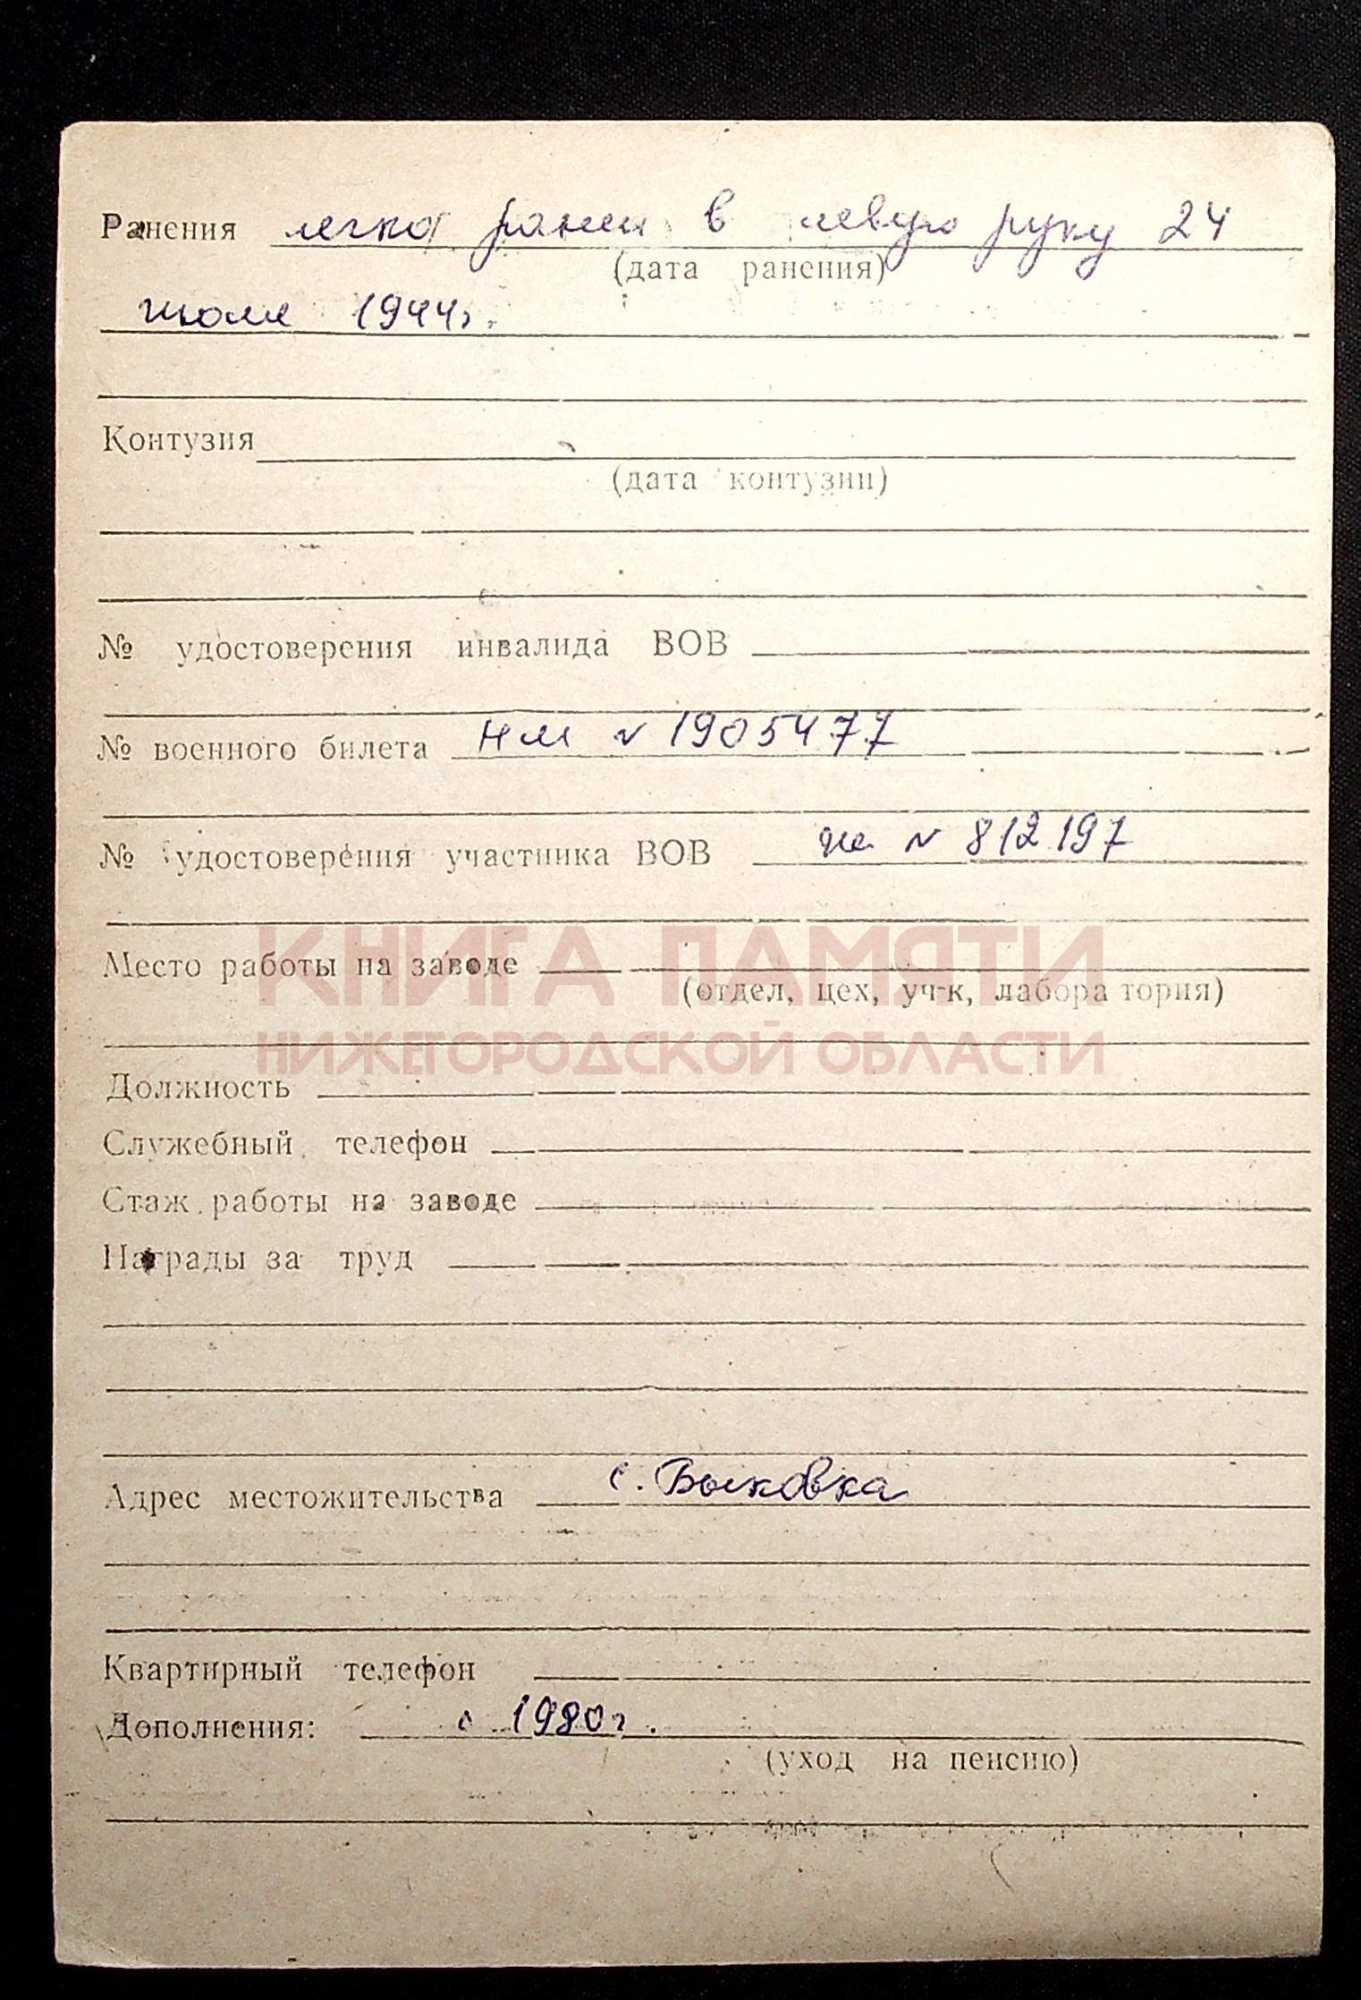 Ранения легко ранен в левую руку 24
(дата ранения)
июля 1944г.
Контузия
(дата контузии)
№ удостоверения инвалида ВОВ
№ военного билета НМ № 1905477
№ удостоверения участника ВОВ № 812197
КНИГА ПАМЯТИ
Место работы на заводе
(отдел, цех, уч-к, лаборатория)
НИЖЕГОРОДСКОЙ ОБЛАСТИ
Должность
Служебный телефон
Стаж работы на заводе
Награды за труд
Адрес местожительства с. Быковка
Квартирный телефон
Дополнения: с 1980г.
(уход на пенсию)